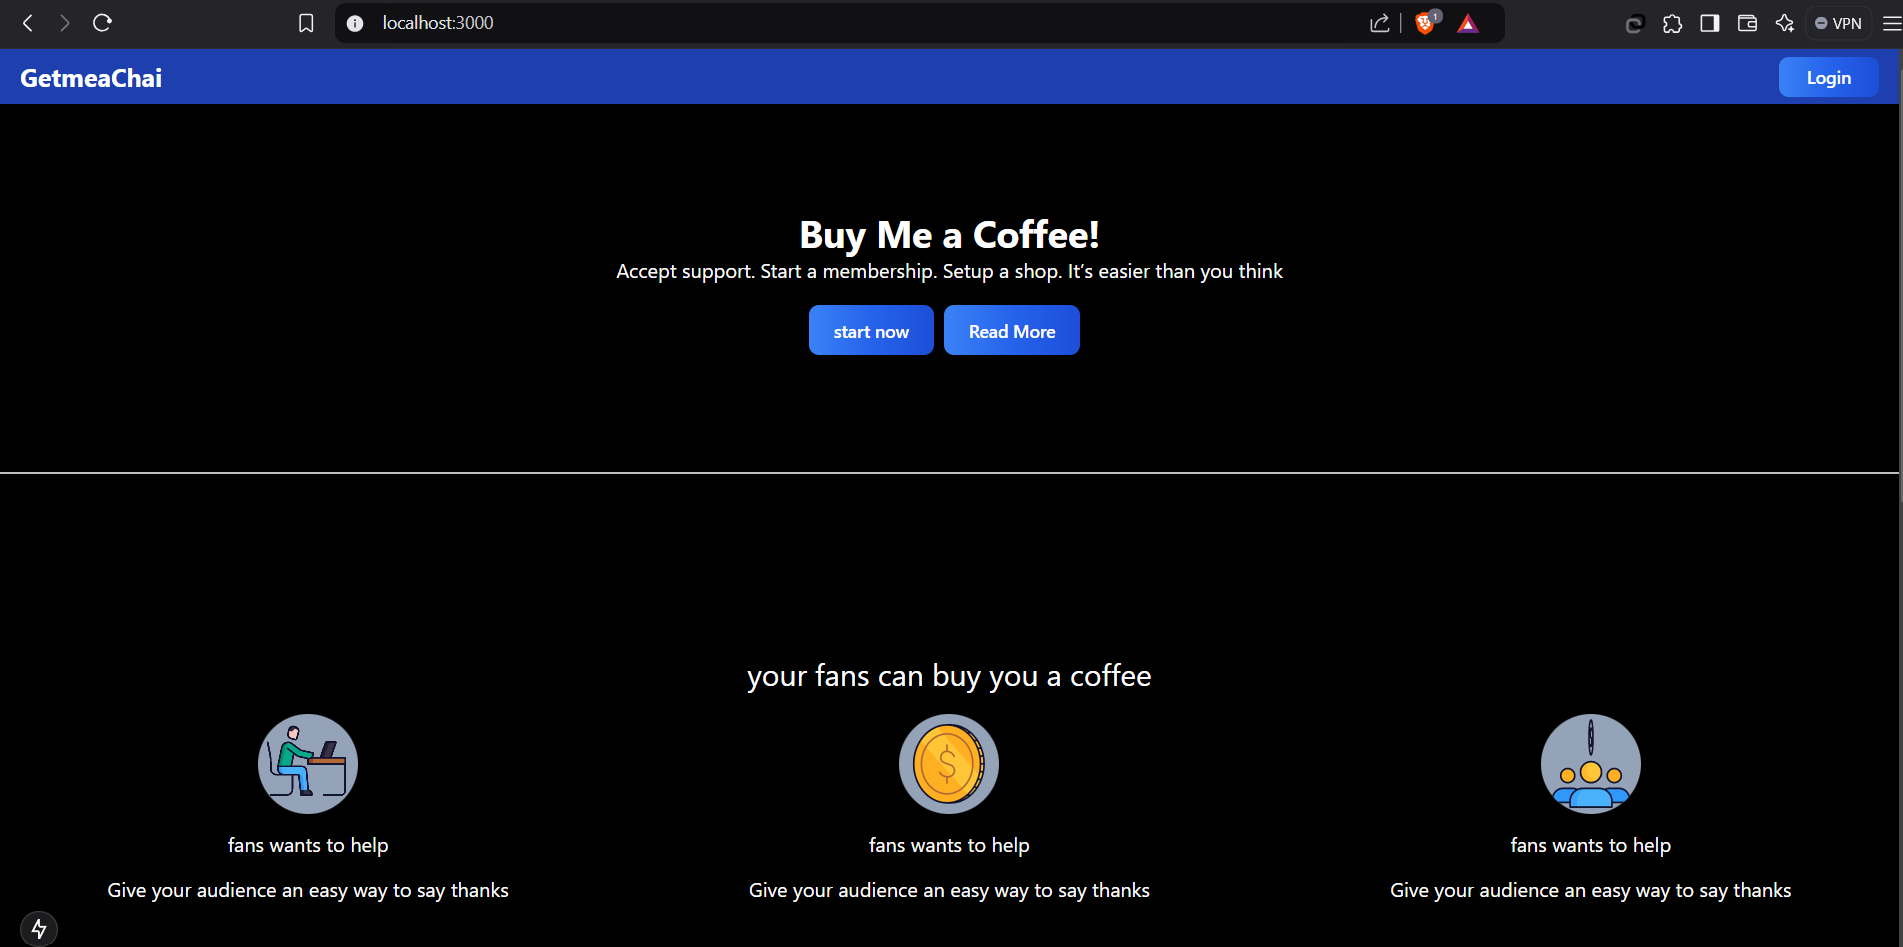 localhost:3000
1
VPN
GetmeaChai
Login
Buy Me a Coffee!
Accept support. Start a membership. Setup a shop. It’s easier than you think
start now
Read More
your fans can buy you a coffee
$
fans wants to help
fans wants to help
fans wants to help
Give your audience an easy way to say thanks
Give your audience an easy way to say thanks
Give your audience an easy way to say thanks